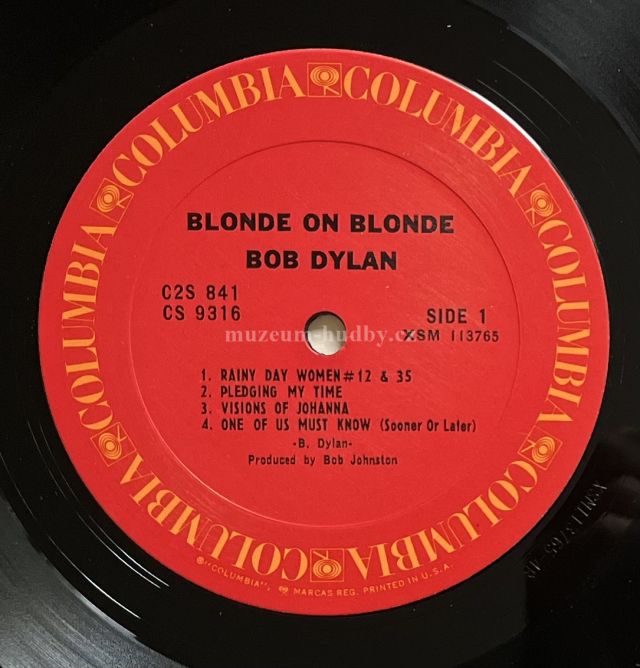 COLUMBIA COLUMBIA COLUMBIA COLUMBIA COLUMBIA COLUMBIA
BLONDE ON BLONDE
BOB DYLAN
C2S 841
CS 9316
SIDE 1
XSM 113765
muzeum-hudby.c
1. RAINY DAY WOMEN #12 & 35
2. PLEDGING MY TIME
3. VISIONS OF JOHANNA
4. ONE OF US MUST KNOW (Sooner Or Later)
-B. Dylan-
Produced by Bob Johnston
©"COLUMBIA", MARCAS REG. PRINTED IN U.S.A.